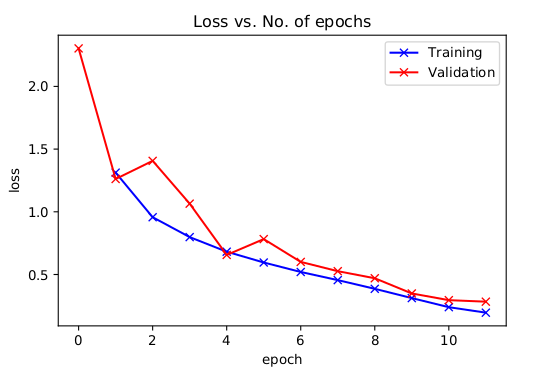 Loss vs. No. of epochs
Training
Validation
2.0
1.5
1.0
0.5
loss
0 2 4 6 8 10
epoch